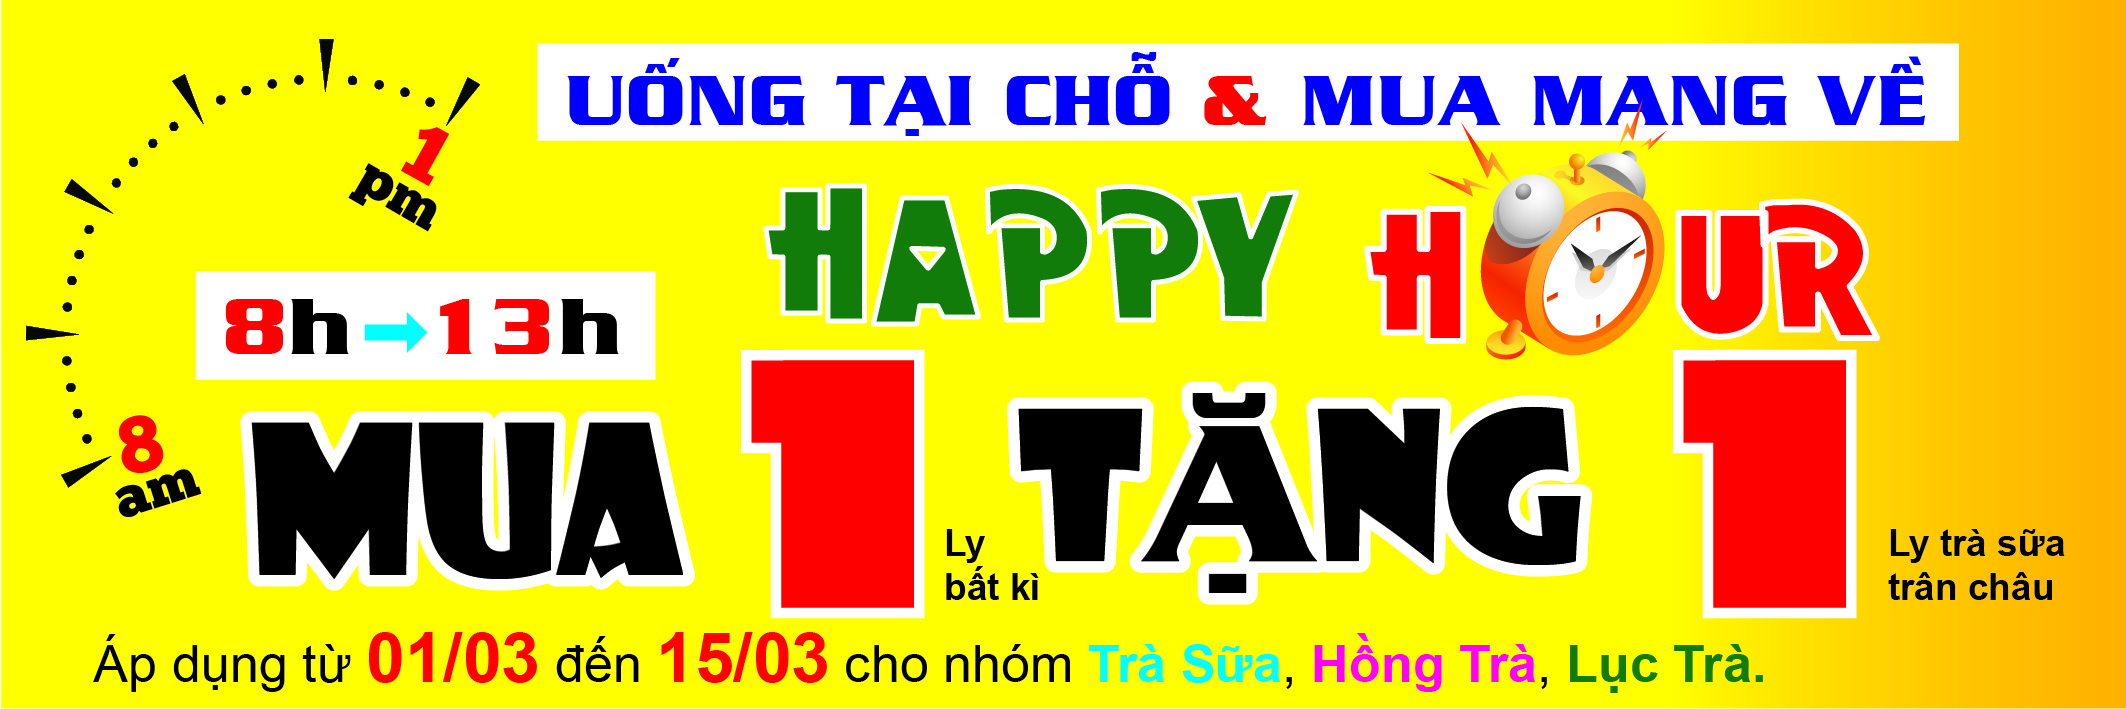 UỐNG TẠI CHỖ & MUA MANG VỀ
1
pm
HAPPY HOUR
8h→13h
8
am
MUA 1 Ly bất kì TẶNG 1 Ly trà sữa trân châu
Áp dụng từ 01/03 đến 15/03 cho nhóm Trà Sữa, Hồng Trà, Lục Trà.